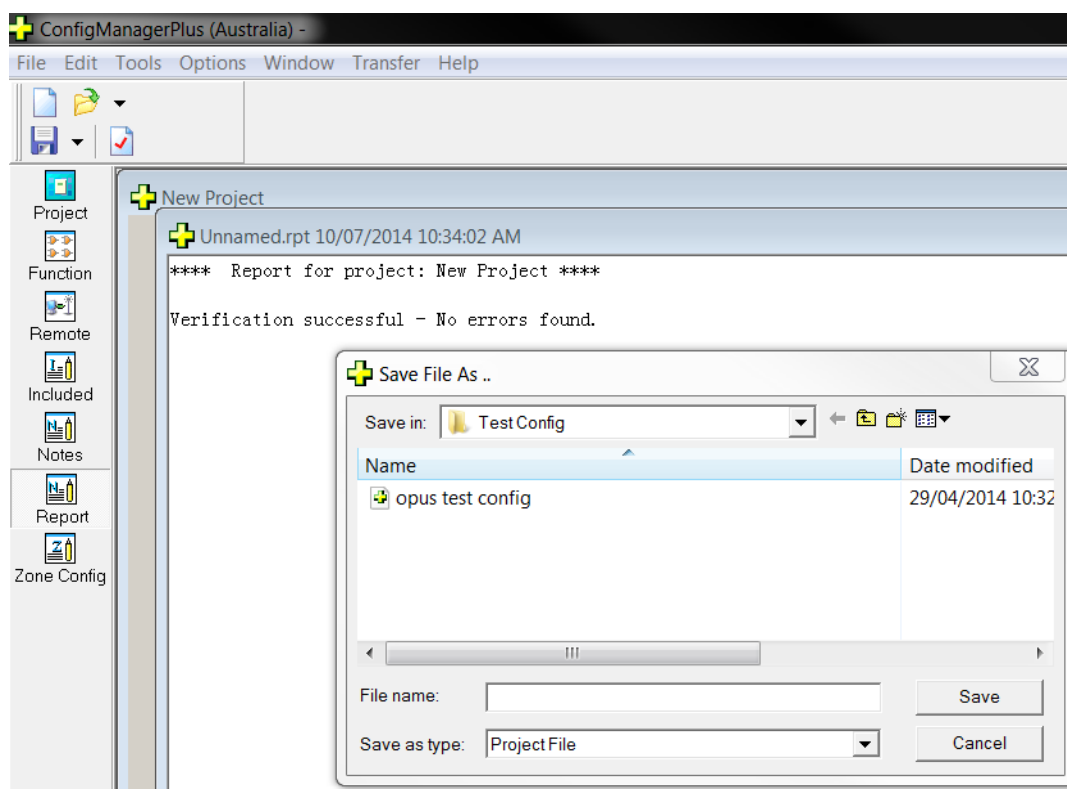 ConfigManagerPlus (Australia) -
File Edit Tools Options Window Transfer Help
Project
Function
Remote
Included
Notes
Report
Zone Config
New Project
Unnamed.rpt 10/07/2014 10:34:02 AM
**** Report for project: New Project ****
Verification successful - No errors found.
Save File As ..
Save in: Test Config
Name Date modified
opus test config 29/04/2014 10:32
File name: Save
Save as type: Project File Cancel